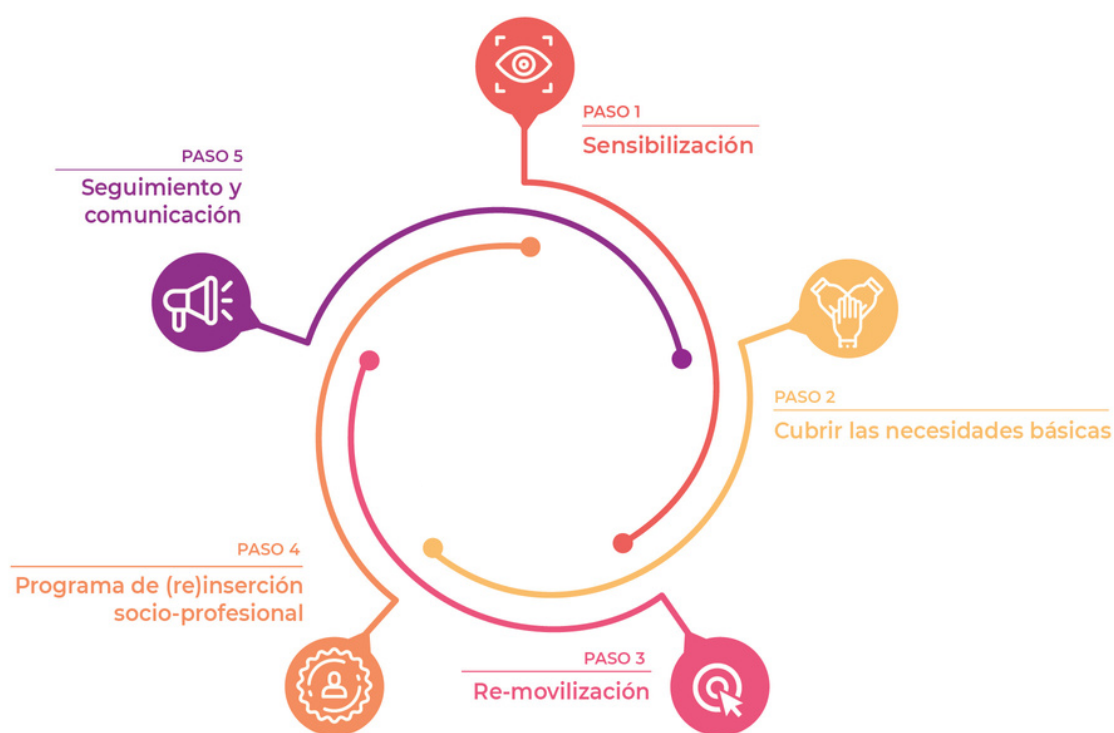 PASO 1
Sensibilización
PASO 2
Cubrir las necesidades básicas
PASO 3
Re-movilización
PASO 4
Programa de (re)inserción
socio-profesional
PASO 5
Seguimiento y
comunicación